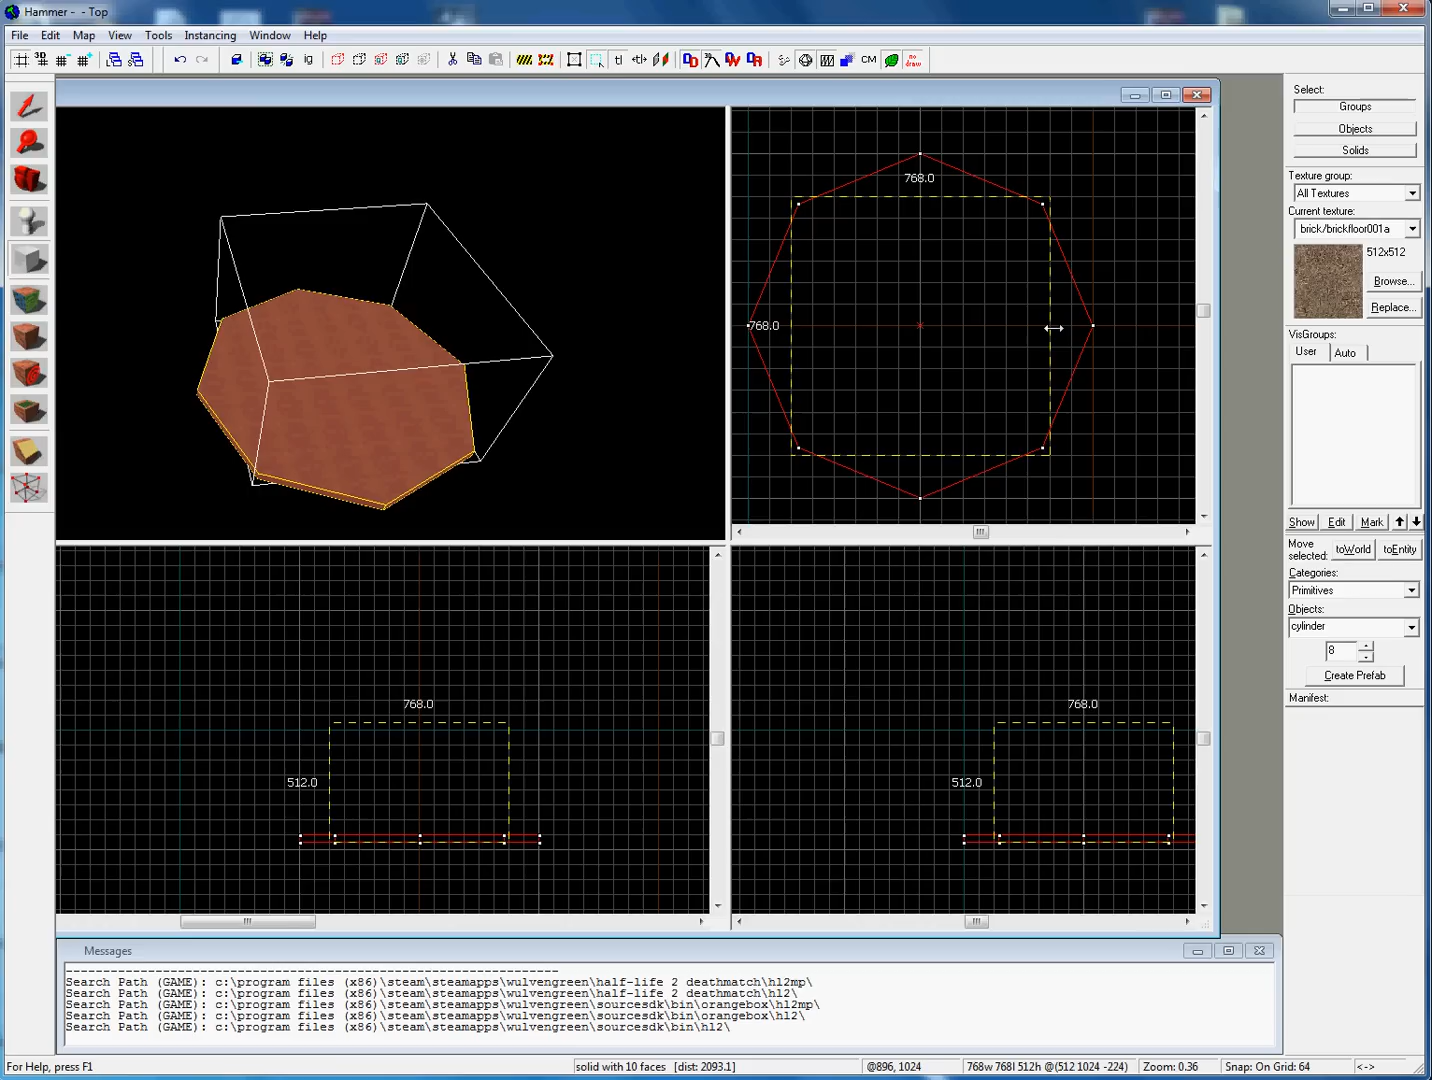 Hammer - - Top
File Edit Map View Tools Instancing Window Help
3D ig tl CM no draw
Select:
Groups
Objects
Solids
Texture group:
All Textures
Current texture:
brick/brickfloor001a
512x512
Browse...
Replace...
VisGroups:
User Auto
Show Edit Mark
Move selected: toWorld toEntity
Categories:
Primitives
Objects:
cylinder
8
Create Prefab
Manifest:
768.0
768.0
768.0
512.0
768.0
512.0
Messages
Search Path (GAME): c:\program files (x86)\steam\steamapps\wulvengreen\half-life 2 deathmatch\hl2mp\
Search Path (GAME): c:\program files (x86)\steam\steamapps\wulvengreen\half-life 2 deathmatch\hl2\
Search Path (GAME): c:\program files (x86)\steam\steamapps\wulvengreen\sourcesdk\bin\orangebox\hl2mp\
Search Path (GAME): c:\program files (x86)\steam\steamapps\wulvengreen\sourcesdk\bin\orangebox\hl2\
Search Path (GAME): c:\program files (x86)\steam\steamapps\wulvengreen\sourcesdk\bin\hl2\
For Help, press F1 solid with 10 faces [dist: 2093.1] @896, 1024 768w 768l 512h @(512 1024 -224) Zoom: 0.36 Snap: On Grid: 64 <->